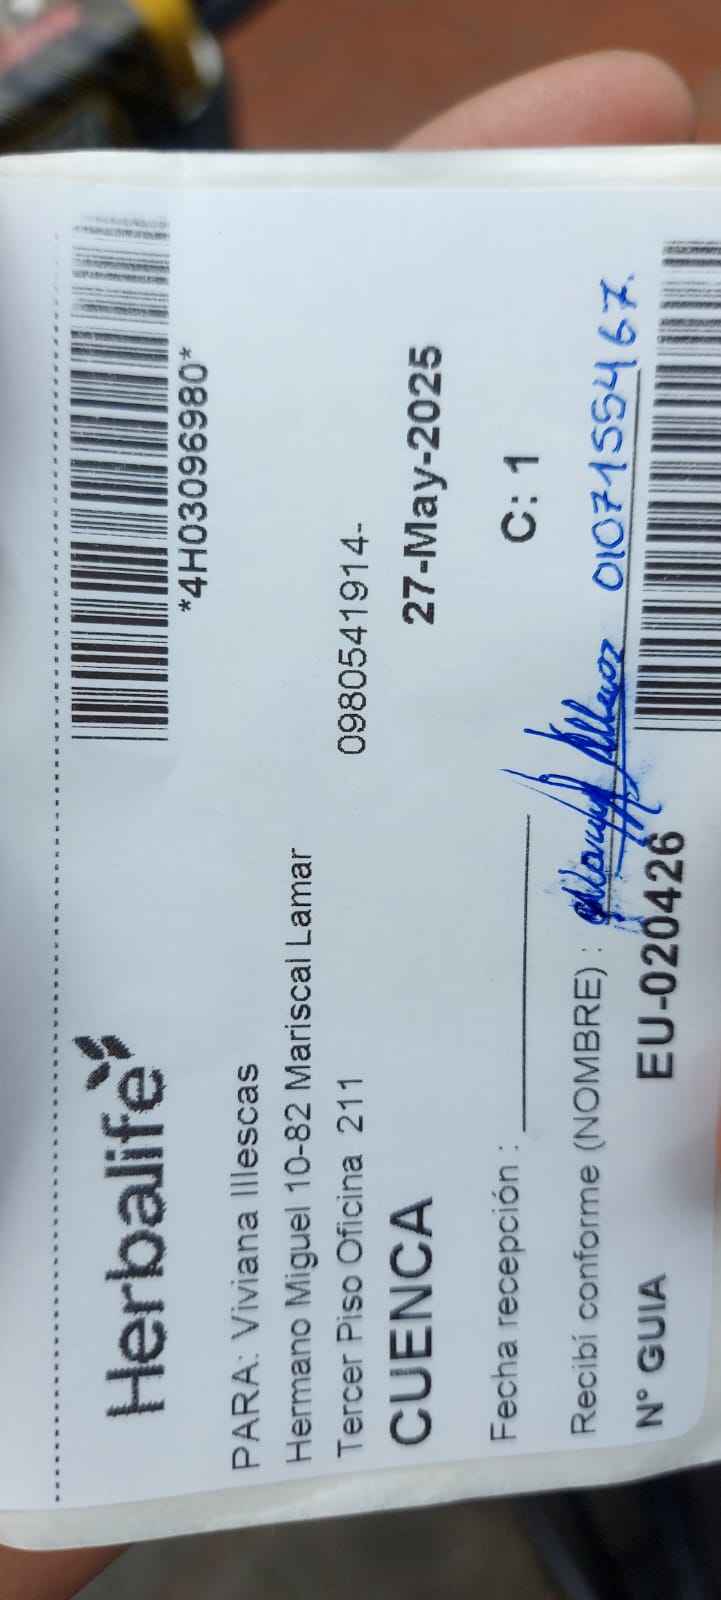 *4H03096980*
Herbalife
PARA: Viviana Illescas
Hermano Miguel 10-82 Mariscal Lamar
Tercer Piso Oficina 211
0980541914-
CUENCA
27-May-2025
Fecha recepción :
C: 1
Recibí conforme (NOMBRE) : 0107155467.
N° GUIA EU-020426